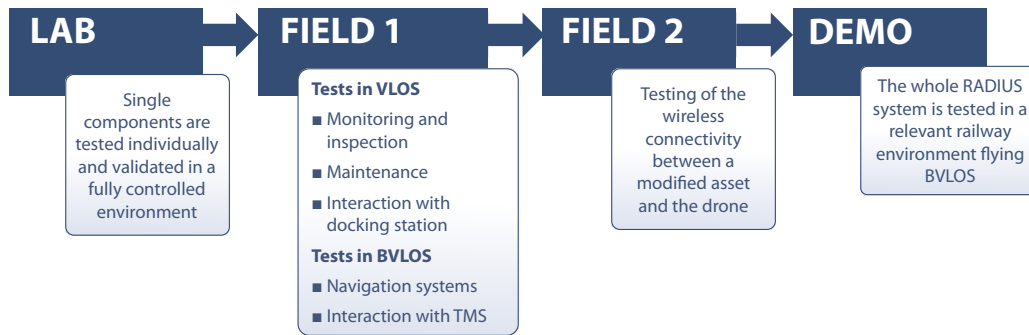 LAB
Single
components are
tested individually
and validated in a
fully controlled
environment
FIELD 1
Tests in VLOS
■ Monitoring and
inspection
■ Maintenance
■ Interaction with
docking station
Tests in BVLOS
■ Navigation systems
■ Interaction with TMS
FIELD 2
Testing of the
wireless
connectivity
between a
modified asset
and the drone
DEMO
The whole RADIUS
system is tested in a
relevant railway
environment flying
BVLOS